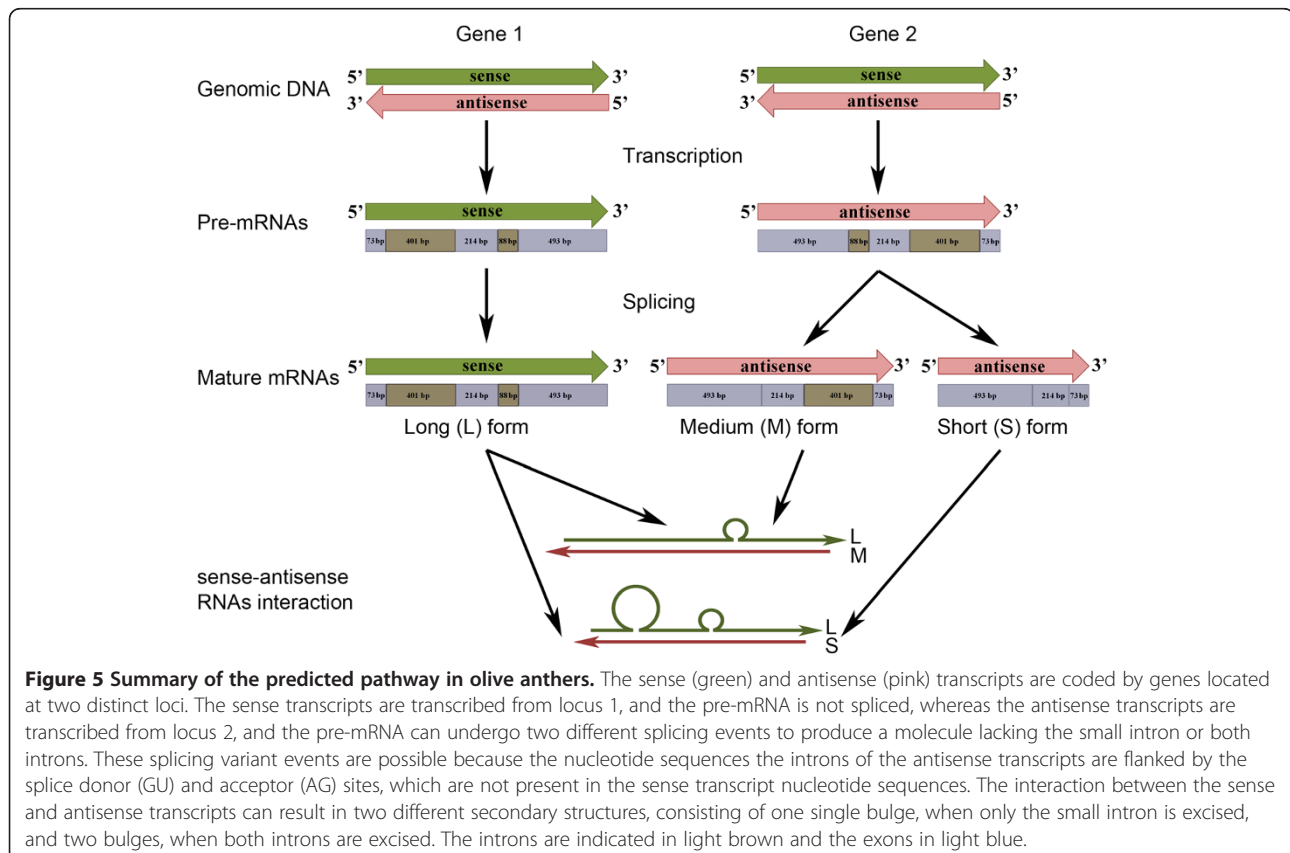 Gene 1 Gene 2
Genomic DNA
5’ sense 3’ 5’ sense 3’
3’ antisense 5’ 3’ antisense 5’
Transcription
Pre-mRNAs
5’ sense 3’ 5’ antisense 3’
73 bp 401 bp 214 bp 88 bp 493 bp 493 bp 88 bp 214 bp 401 bp 73 bp
Splicing
Mature mRNAs
5’ sense 3’ 5’ antisense 3’ 5’ antisense 3’
73 bp 401 bp 214 bp 88 bp 493 bp 493 bp 214 bp 401 bp 73 bp 493 bp 214 bp 73 bp
Long (L) form Medium (M) form Short (S) form
L
M
sense-antisense
RNAs interaction
L
S
Figure 5 Summary of the predicted pathway in olive anthers. The sense (green) and antisense (pink) transcripts are coded by genes located
at two distinct loci. The sense transcripts are transcribed from locus 1, and the pre-mRNA is not spliced, whereas the antisense transcripts are
transcribed from locus 2, and the pre-mRNA can undergo two different splicing events to produce a molecule lacking the small intron or both
introns. These splicing variant events are possible because the nucleotide sequences the introns of the antisense transcripts are flanked by the
splice donor (GU) and acceptor (AG) sites, which are not present in the sense transcript nucleotide sequences. The interaction between the sense
and antisense transcripts can result in two different secondary structures, consisting of one single bulge, when only the small intron is excised,
and two bulges, when both introns are excised. The introns are indicated in light brown and the exons in light blue.